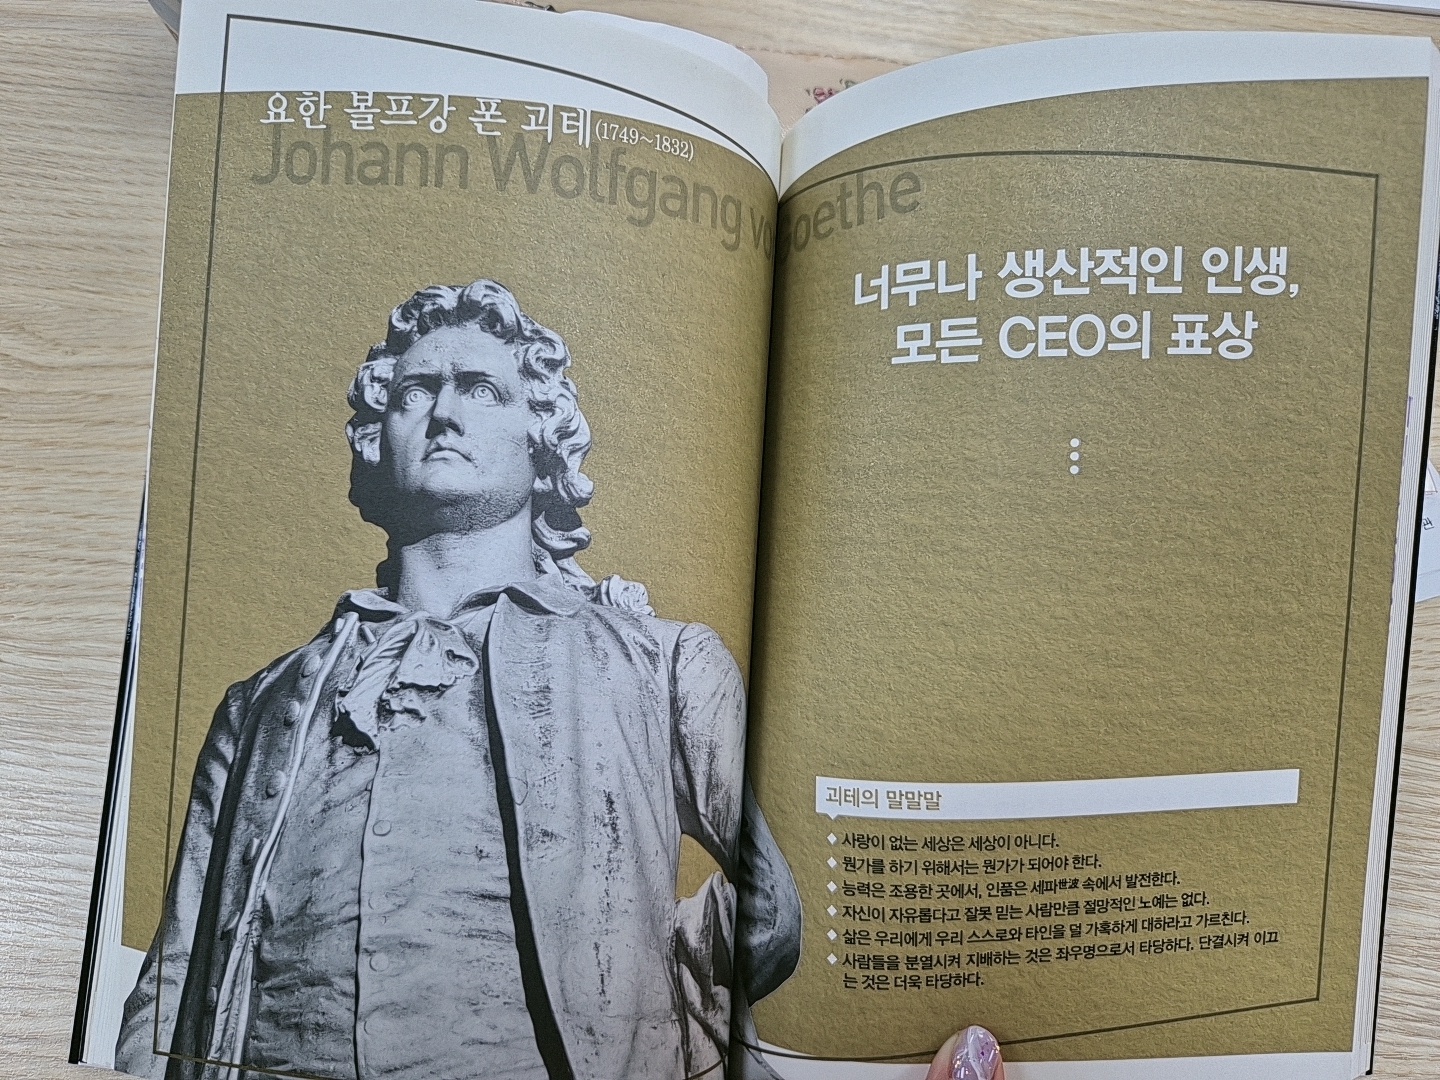 요한 볼프강 폰 괴테(1749~1832)
Johann Wolfgang vo Goethe
너무나 생산적인 인생,
모든 CEO의 표상
괴테의 말말말
사랑이 없는 세상은 세상이 아니다.
뭔가를 하기 위해서는 뭔가가 되어야 한다.
능력은 조용한 곳에서, 인품은 세파世波 속에서 발전한다.
자신이 자유롭다고 잘못 믿는 사람만큼 절망적인 노예는 없다.
삶은 우리에게 우리 스스로와 타인을 덜 가혹하게 대하라고 가르친다.
사람들을 분열시켜 지배하는 것은 좌우명으로서 타당하다. 단결시켜 이끄
는 것은 더욱 타당하다.
관